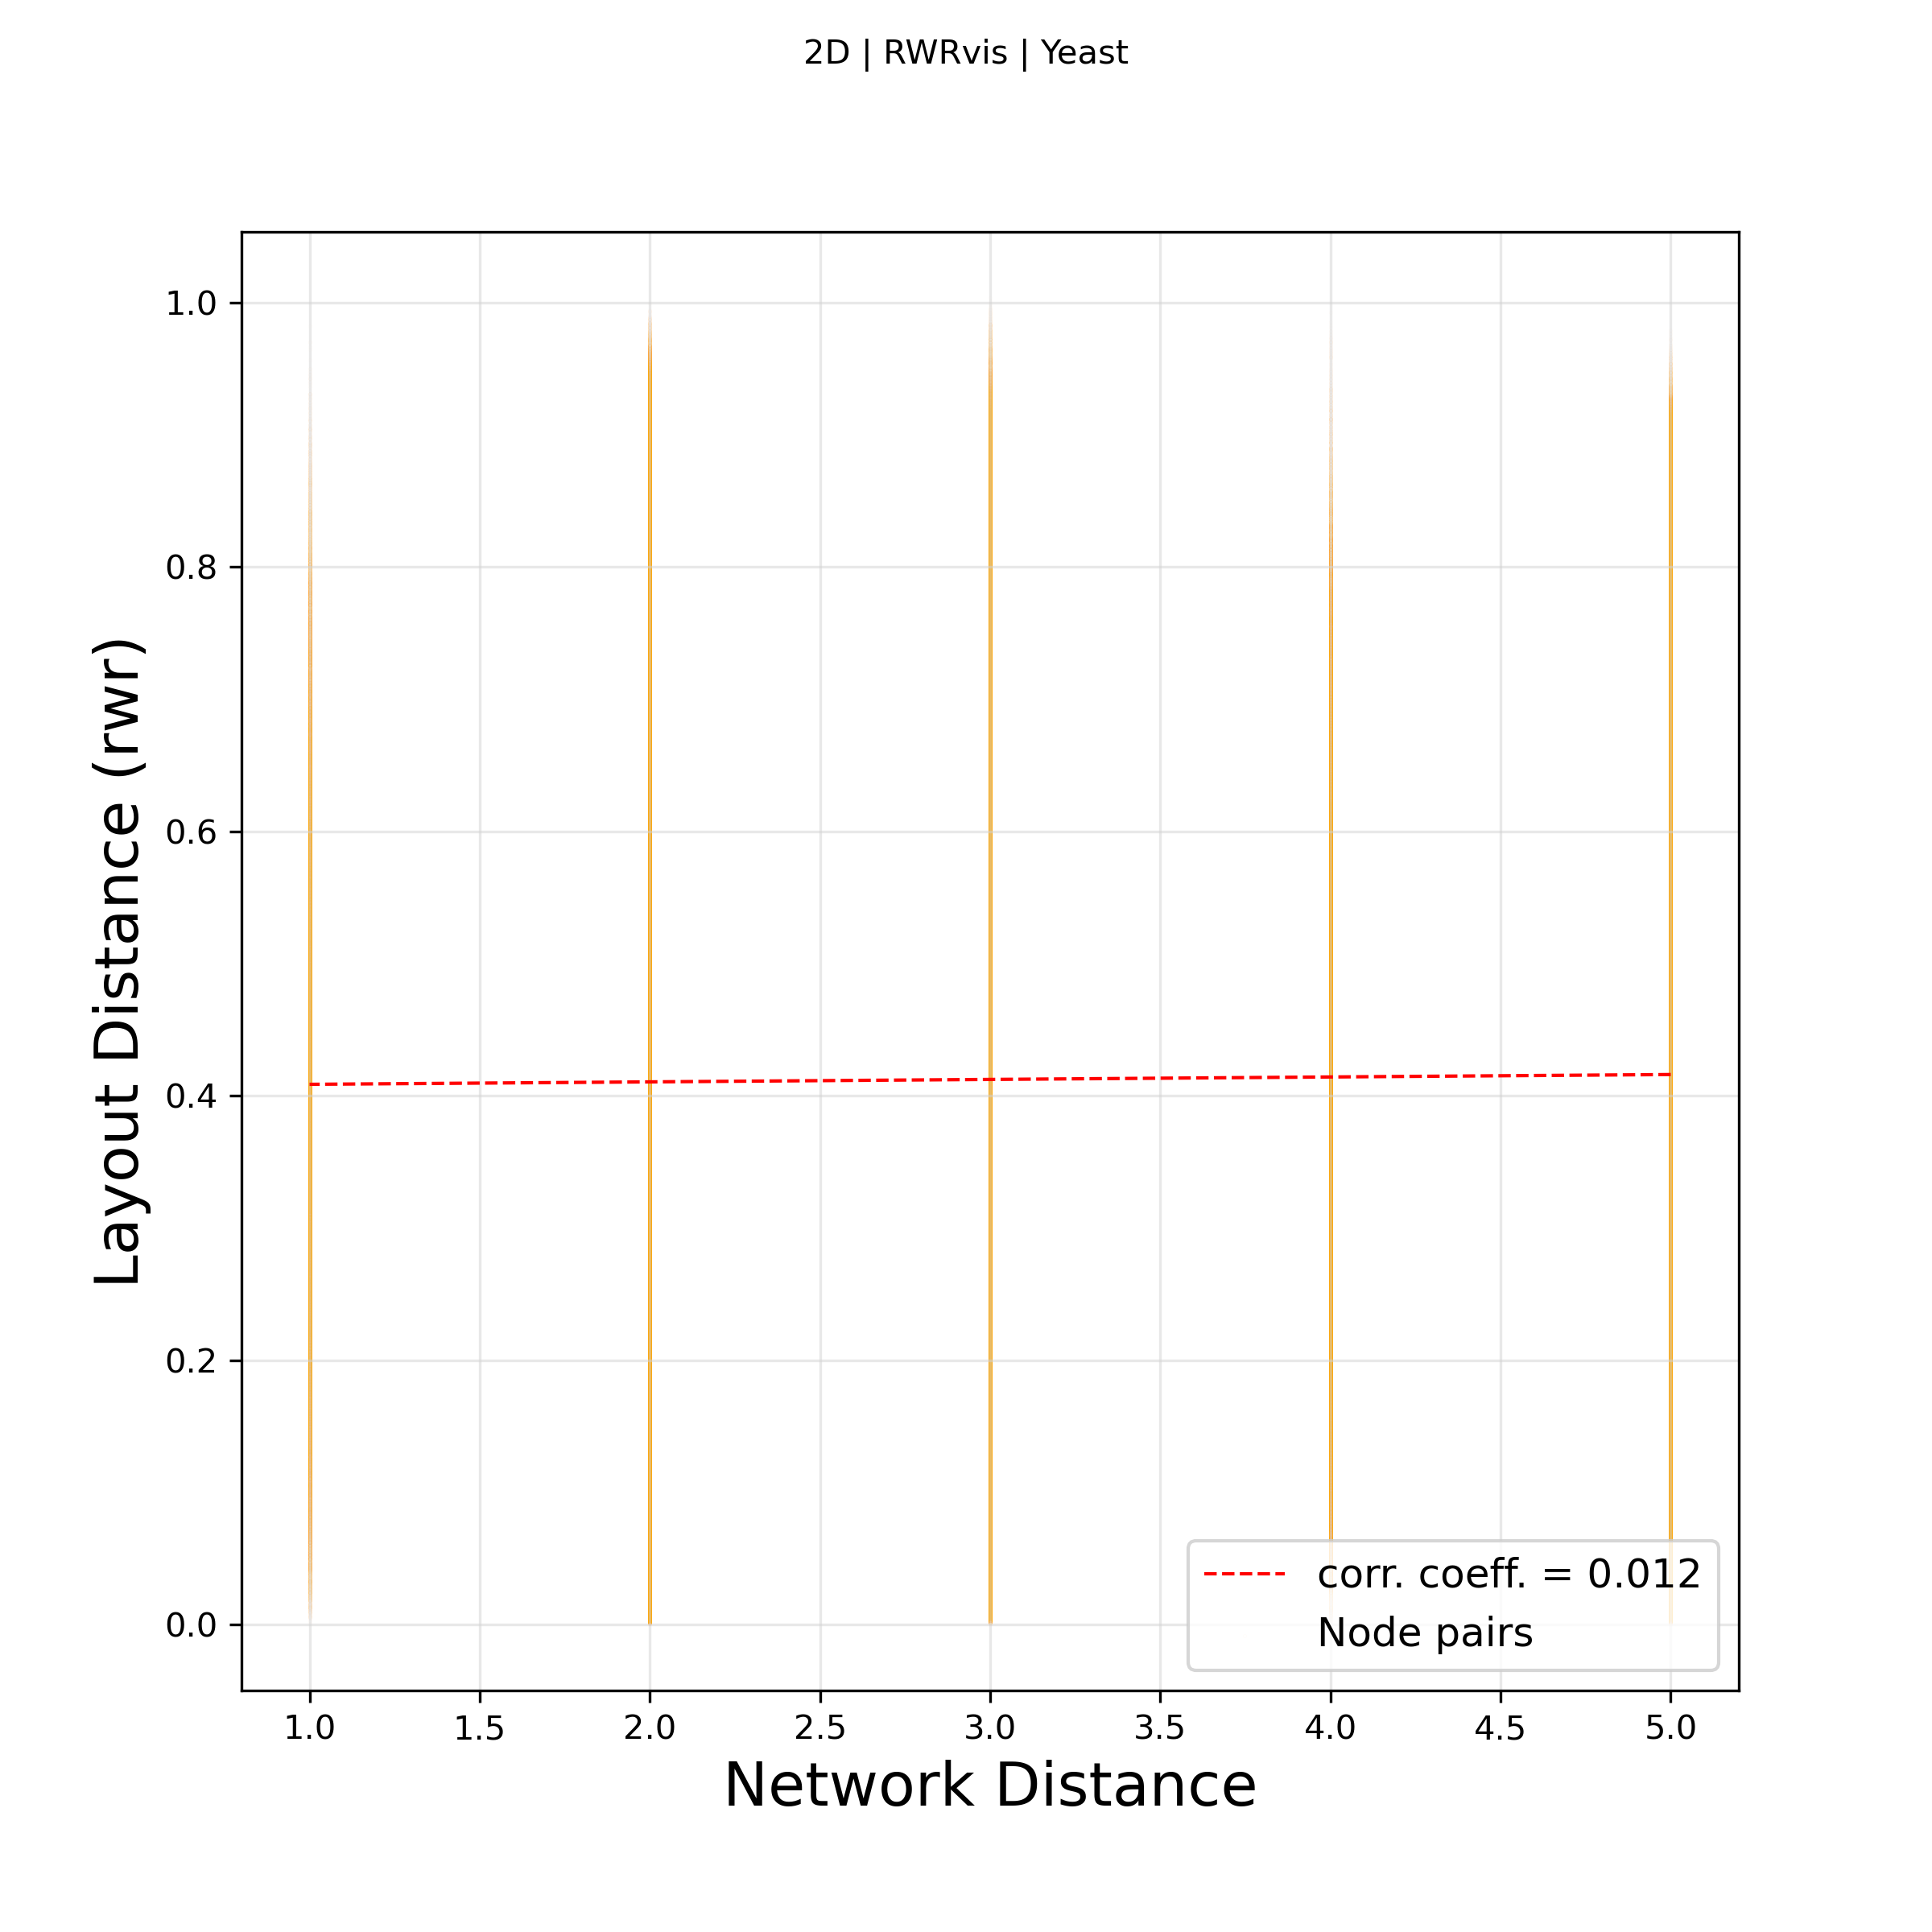 2D | RWRvis | Yeast
Layout Distance (rwr)
1.0
0.8
0.6
0.4
0.2
0.0
corr. coeff. = 0.012
Node pairs
1.0 1.5 2.0 2.5 3.0 3.5 4.0 4.5 5.0
Network Distance